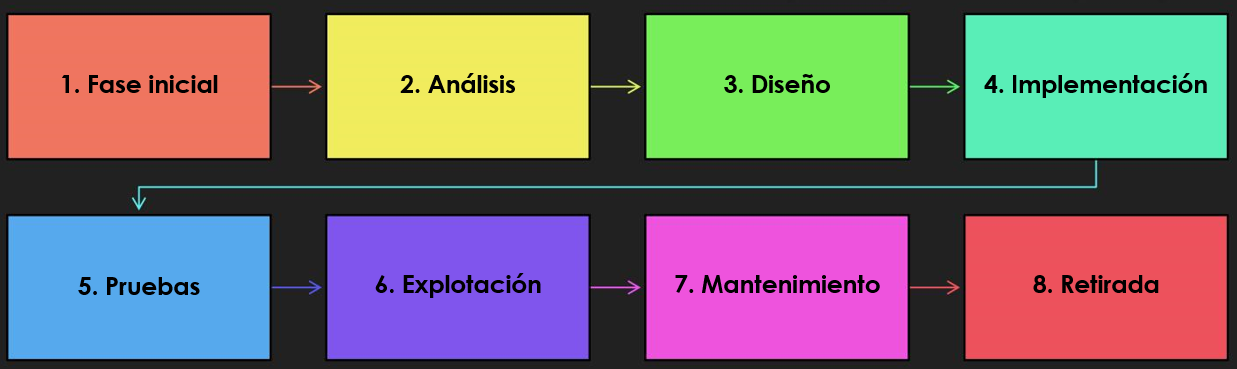 1. Fase inicial
2. Análisis
3. Diseño
4. Implementación
5. Pruebas
6. Explotación
7. Mantenimiento
8. Retirada